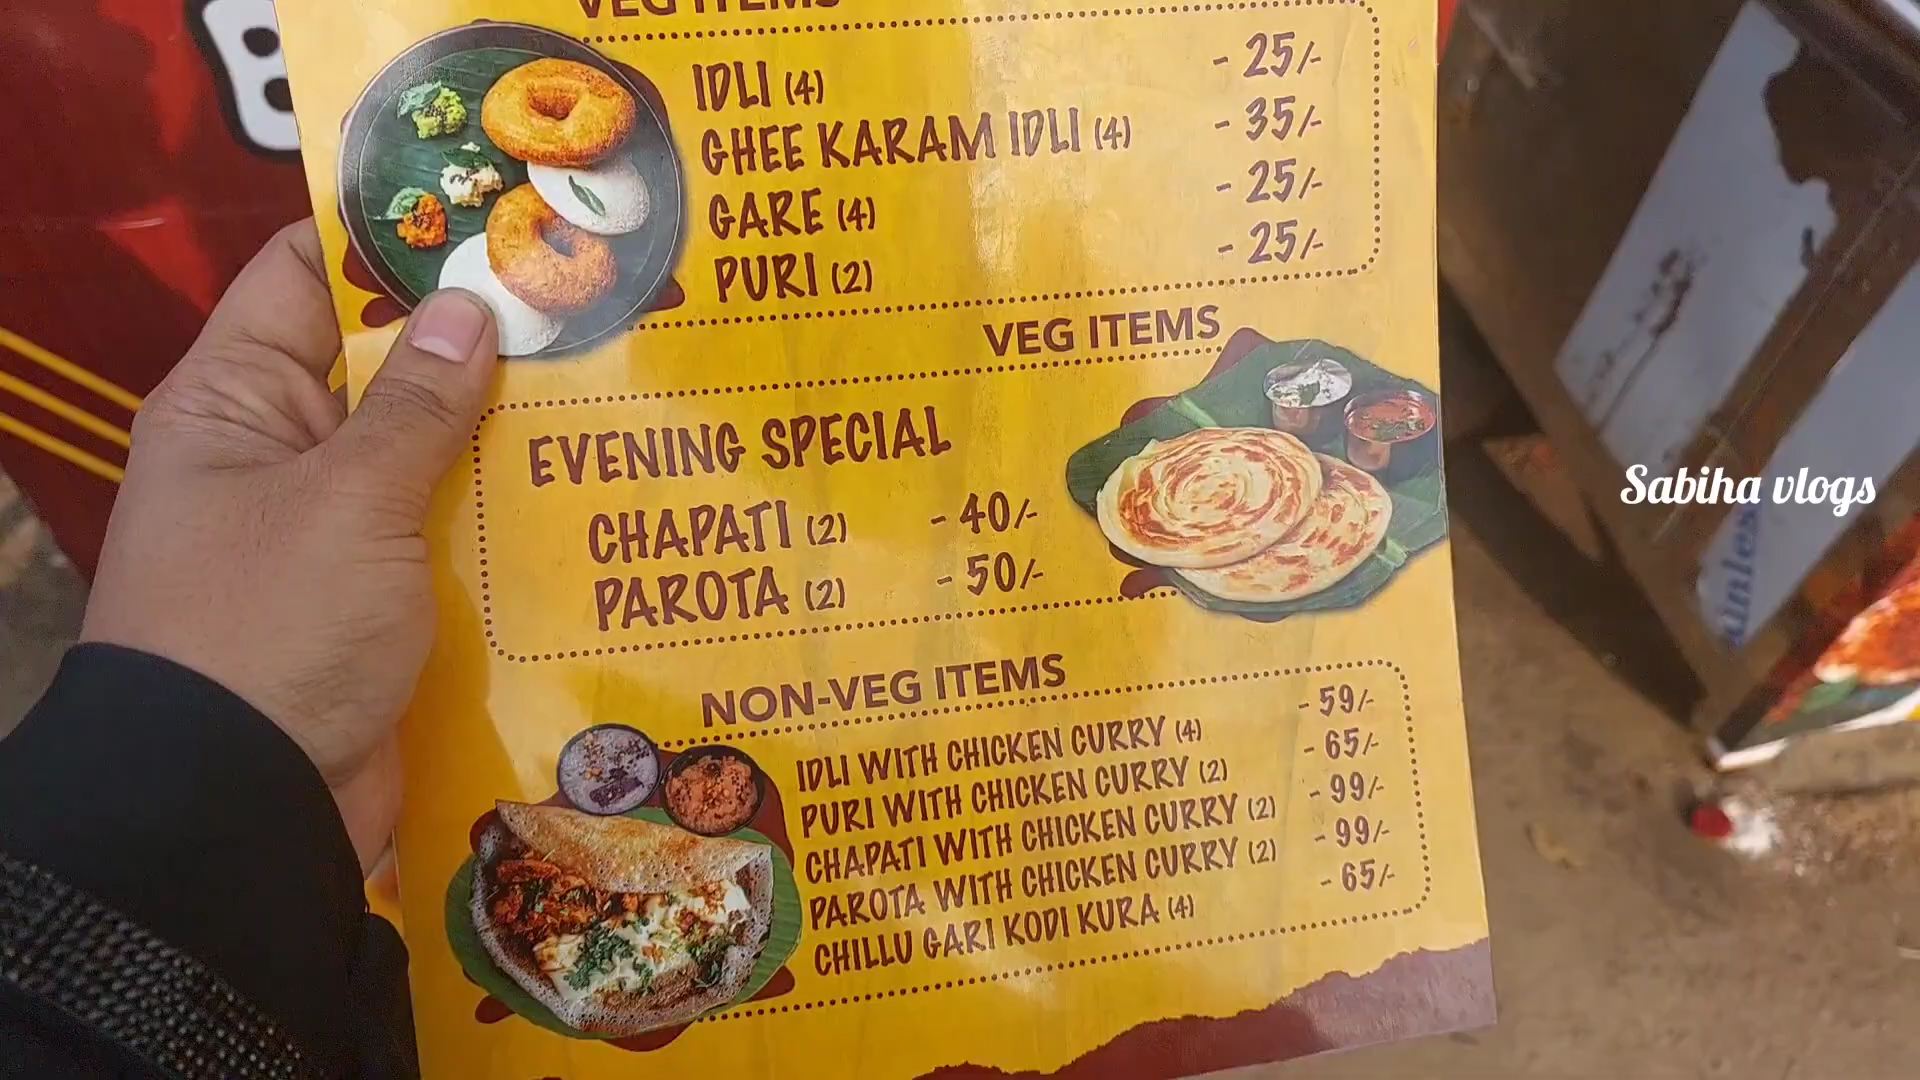 VEG ITEMS
IDLI (4) - 25/-
GHEE KARAM IDLI (4) - 35/-
GARE (4) - 25/-
PURI (2) - 25/-
VEG ITEMS
EVENING SPECIAL
CHAPATI (2) - 40/-
PAROTA (2) - 50/-
NON-VEG ITEMS
IDLI WITH CHICKEN CURRY (4) - 59/-
PURI WITH CHICKEN CURRY (2) - 65/-
CHAPATI WITH CHICKEN CURRY (2) - 99/-
PAROTA WITH CHICKEN CURRY (2) - 99/-
CHILLU GARI KODI KURA (4) - 65/-
Sabiha vlogs